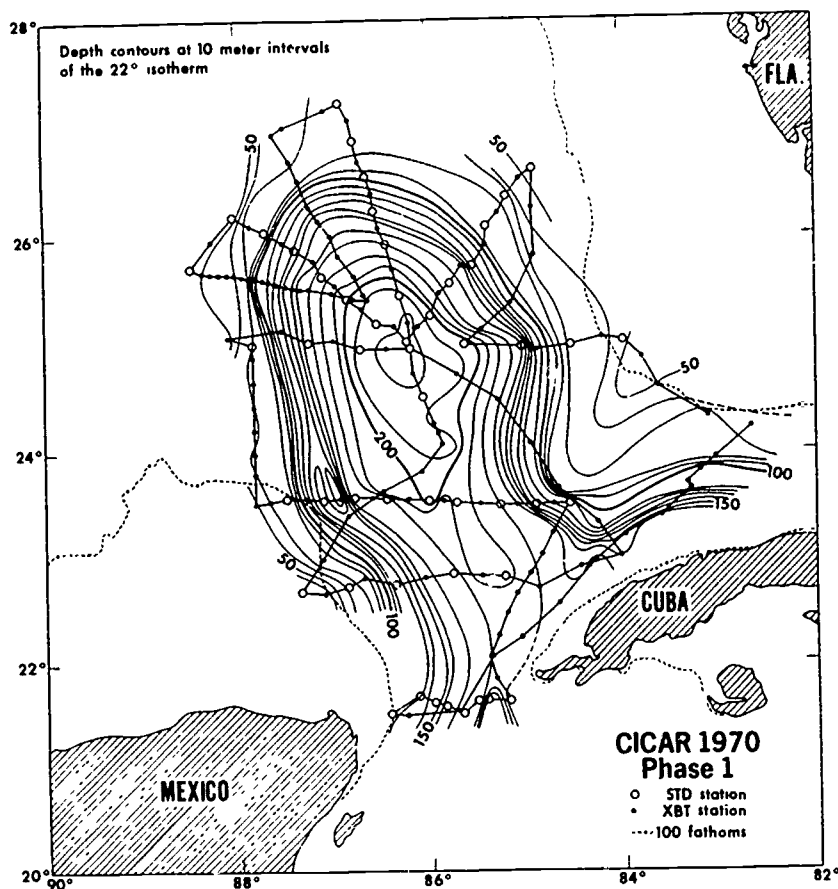 28°
Depth contours at 10 meter intervals
of the 22° isotherm
FLA.
50
50
26°
50
200
24°
100
150
50
100
CUBA
22°
150
CICAR 1970
Phase 1
○ STD station
• XBT station
----100 fathoms
MEXICO
20°
90°
88°
86°
84°
82°